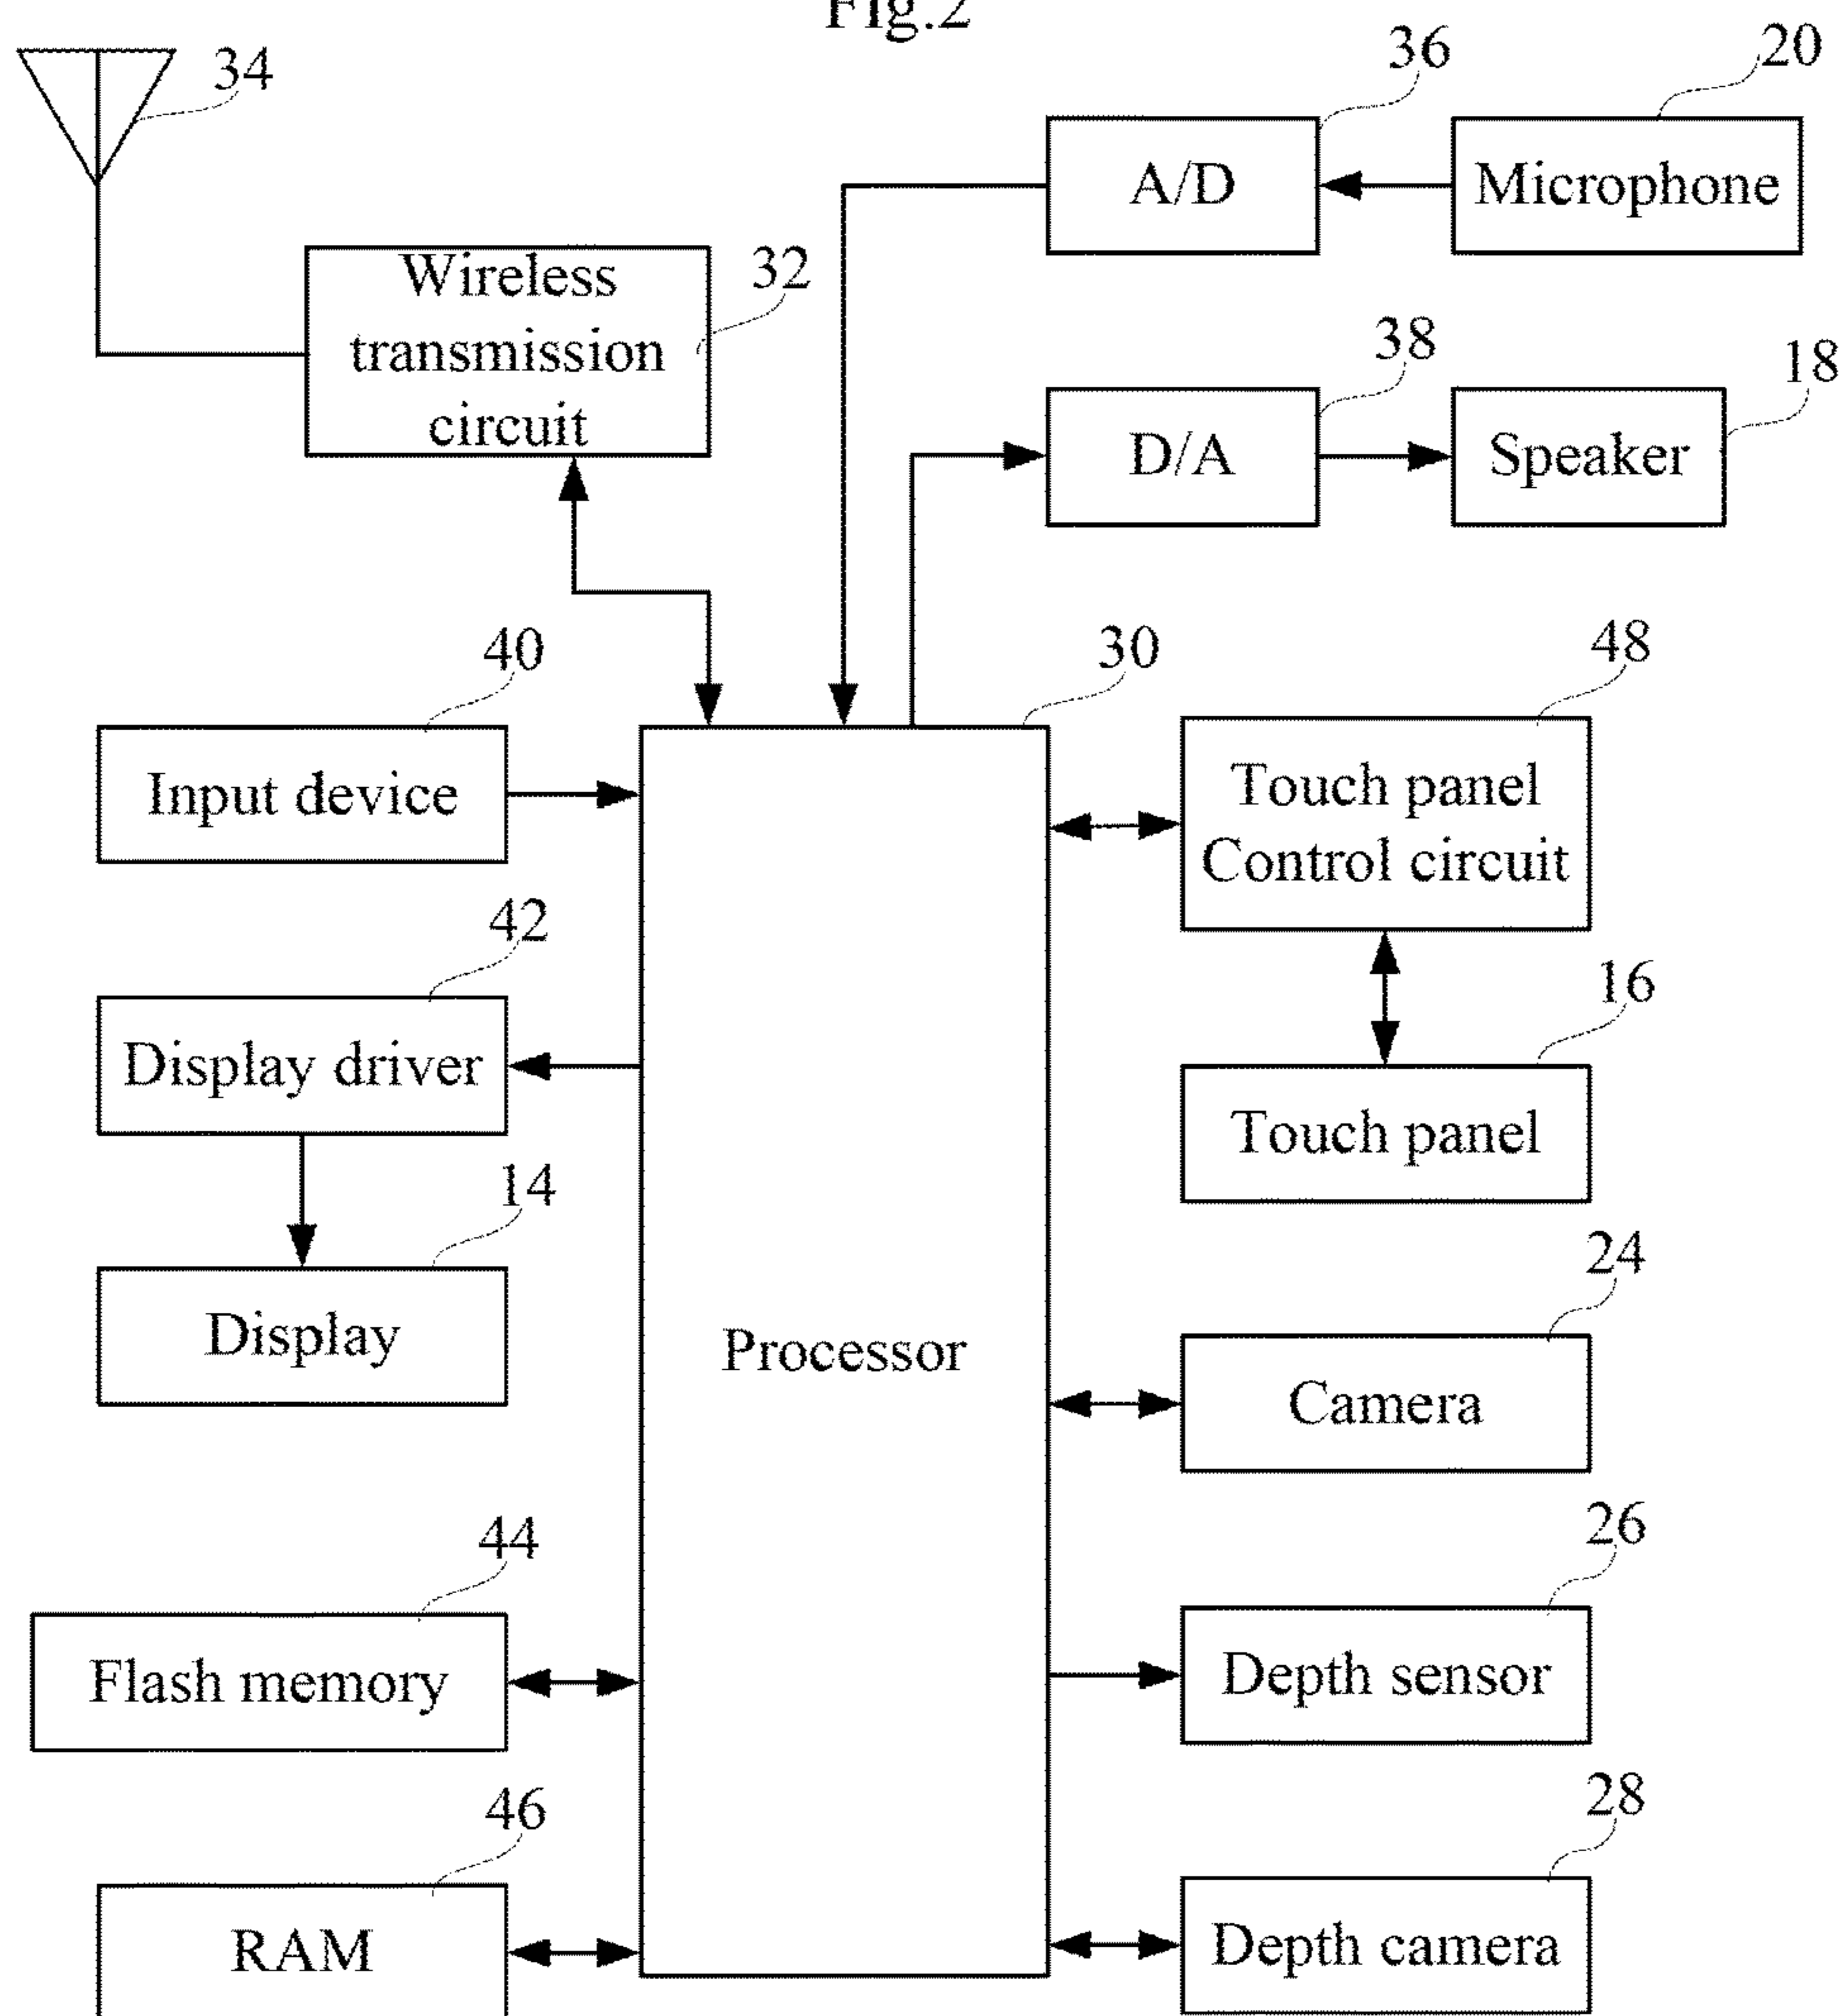 Fig.2
34
36
20
A/D
Microphone
Wireless
transmission
circuit
32
38
18
D/A
Speaker
40
30
48
Input device
Touch panel
Control circuit
42
16
Display driver
Touch panel
14
24
Display
Processor
Camera
44
26
Flash memory
Depth sensor
46
28
RAM
Depth camera